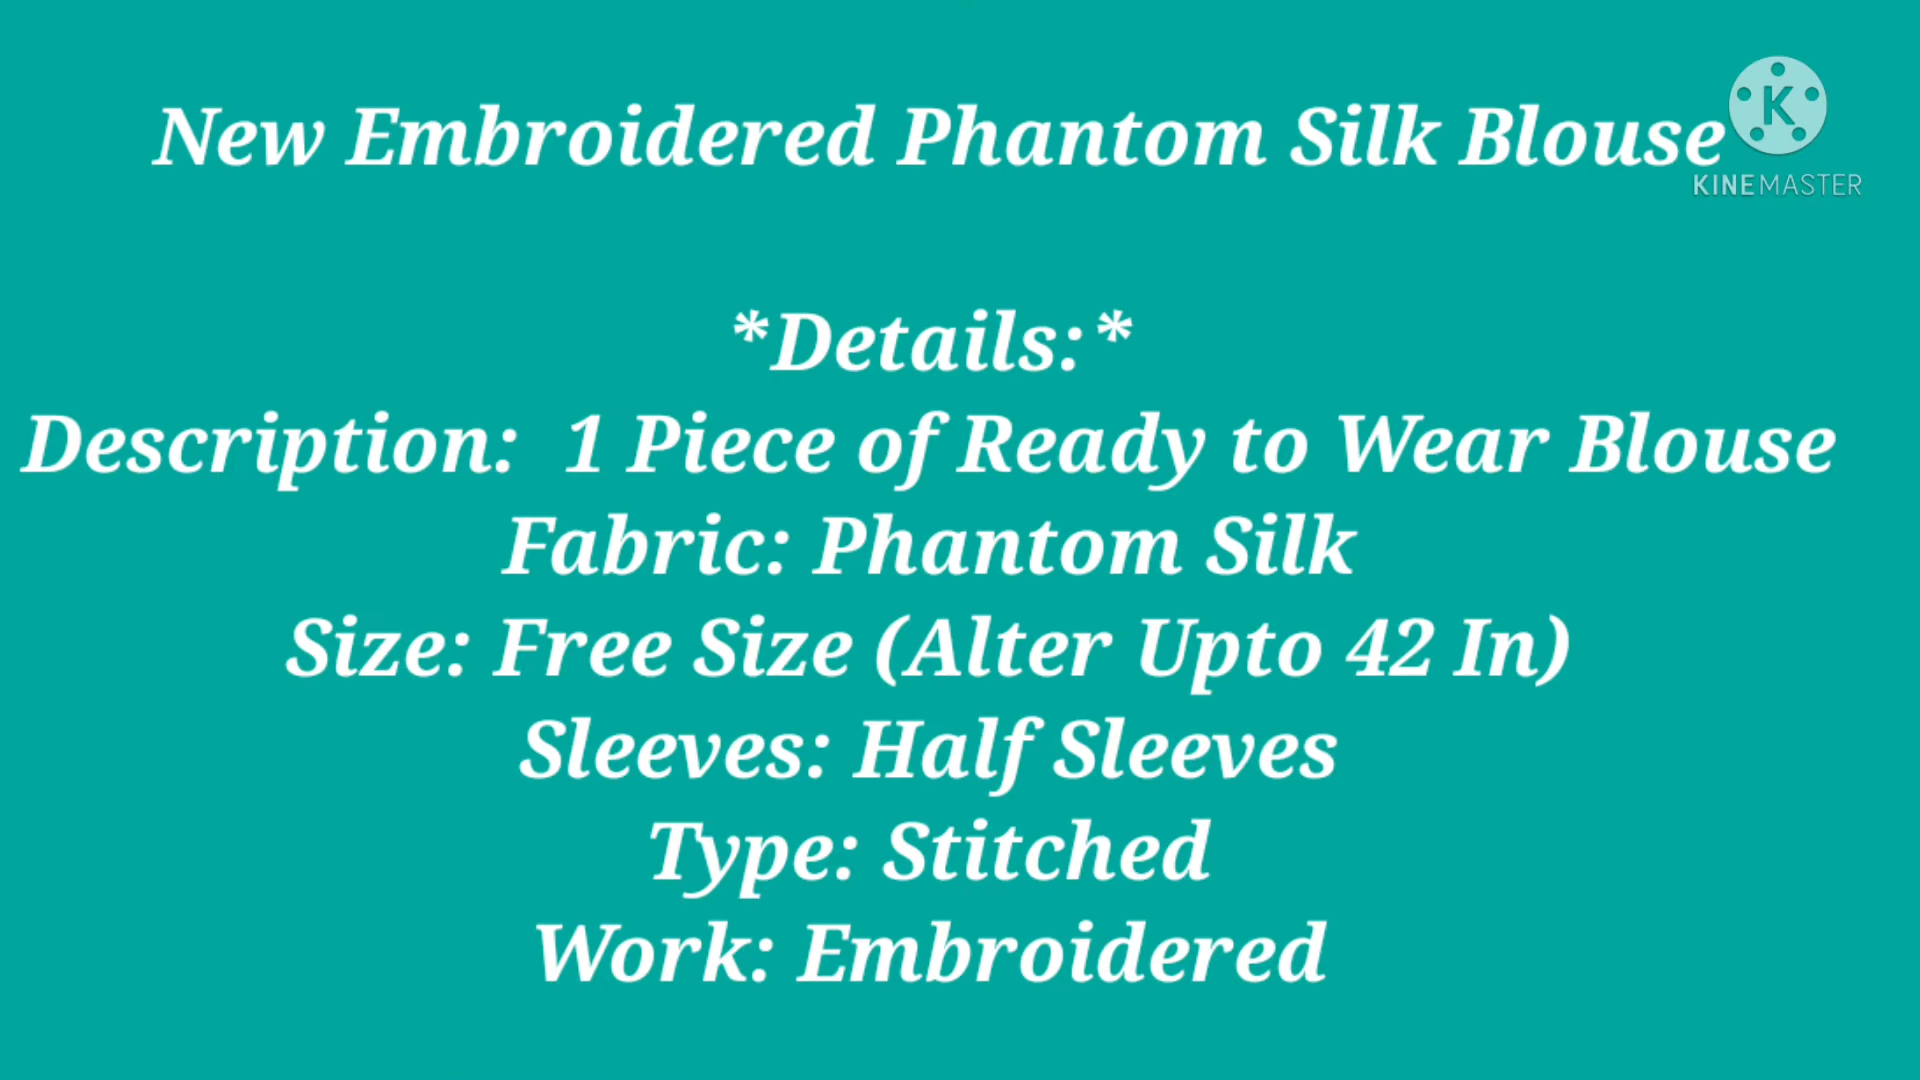 New Embroidered Phantom Silk Blouse
K
KINEMASTER
*Details:*
Description:  1 Piece of Ready to Wear Blouse
Fabric: Phantom Silk
Size: Free Size (Alter Upto 42 In)
Sleeves: Half Sleeves
Type: Stitched
Work: Embroidered